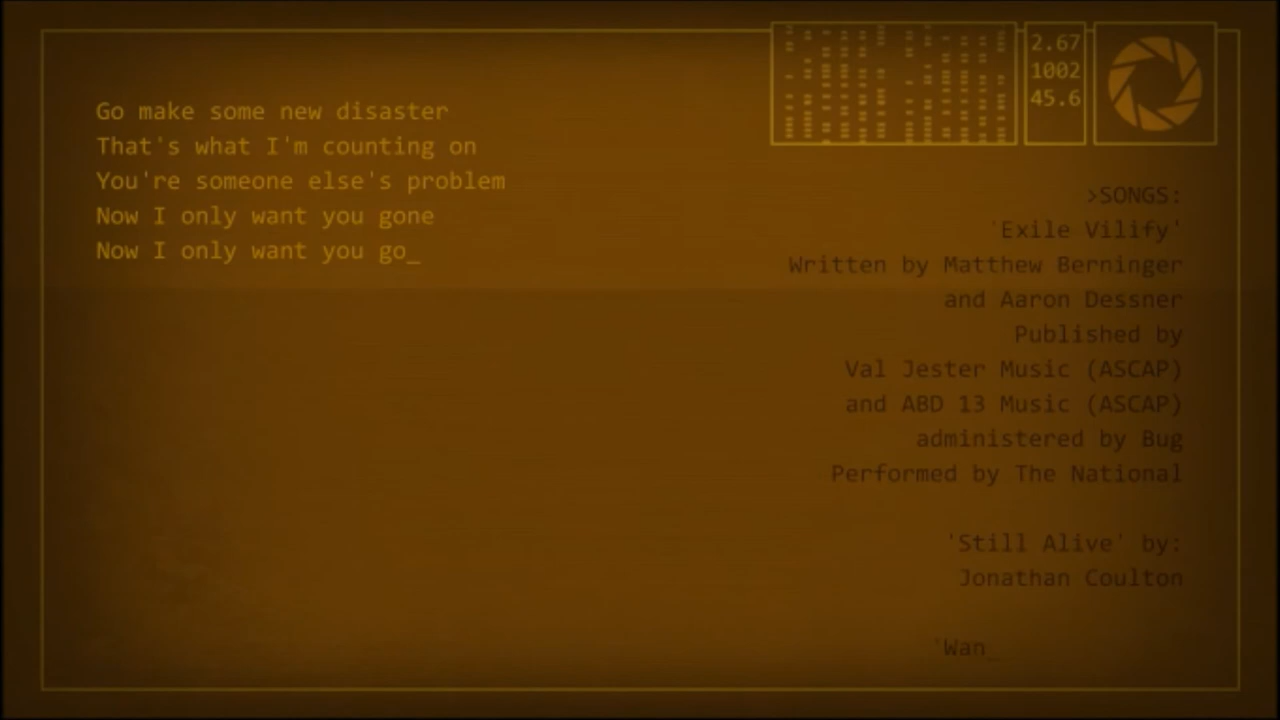 2.67
1002
45.6
Go make some new disaster
That's what I'm counting on
You're someone else's problem
Now I only want you gone
Now I only want you go_
>SONGS:
'Exile Vilify'
Written by Matthew Berninger
and Aaron Dessner
Published by
Val Jester Music (ASCAP)
and ABD 13 Music (ASCAP)
administered by Bug
Performed by The National
'Still Alive' by:
Jonathan Coulton
'Wan_